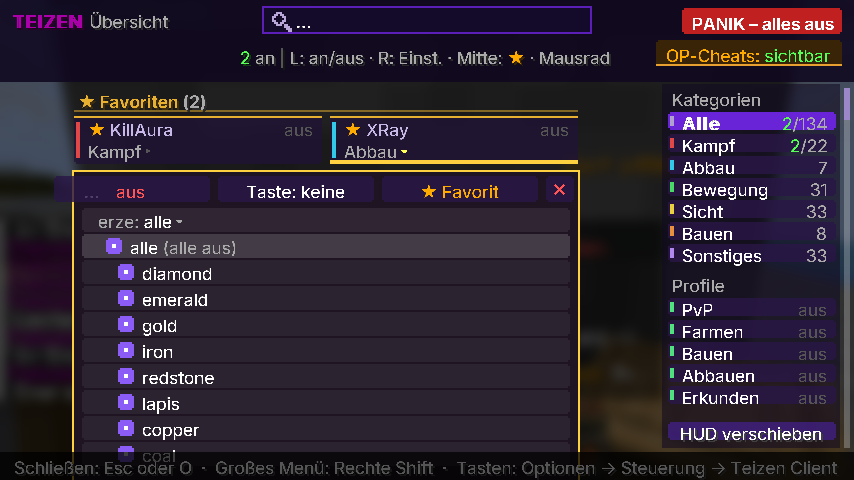 TEIZEN Übersicht
...
PANIK – alles aus
2 an | L: an/aus · R: Einst. · Mitte: ★ · Mausrad
OP-Cheats: sichtbar
★ Favoriten (2)
★ KillAura aus
Kampf
★ XRay aus
Abbau
... aus
Taste: keine
★ Favorit
×
erze: alle
alle (alle aus)
diamond
emerald
gold
iron
redstone
lapis
copper
coal
Kategorien
Alle 2/134
Kampf 2/22
Abbau 7
Bewegung 31
Sicht 33
Bauen 8
Sonstiges 33
Profile
PvP aus
Farmen aus
Bauen aus
Abbauen aus
Erkunden aus
HUD verschieben
Schließen: Esc oder O · Großes Menü: Rechte Shift · Tasten: Optionen → Steuerung → Teizen Client